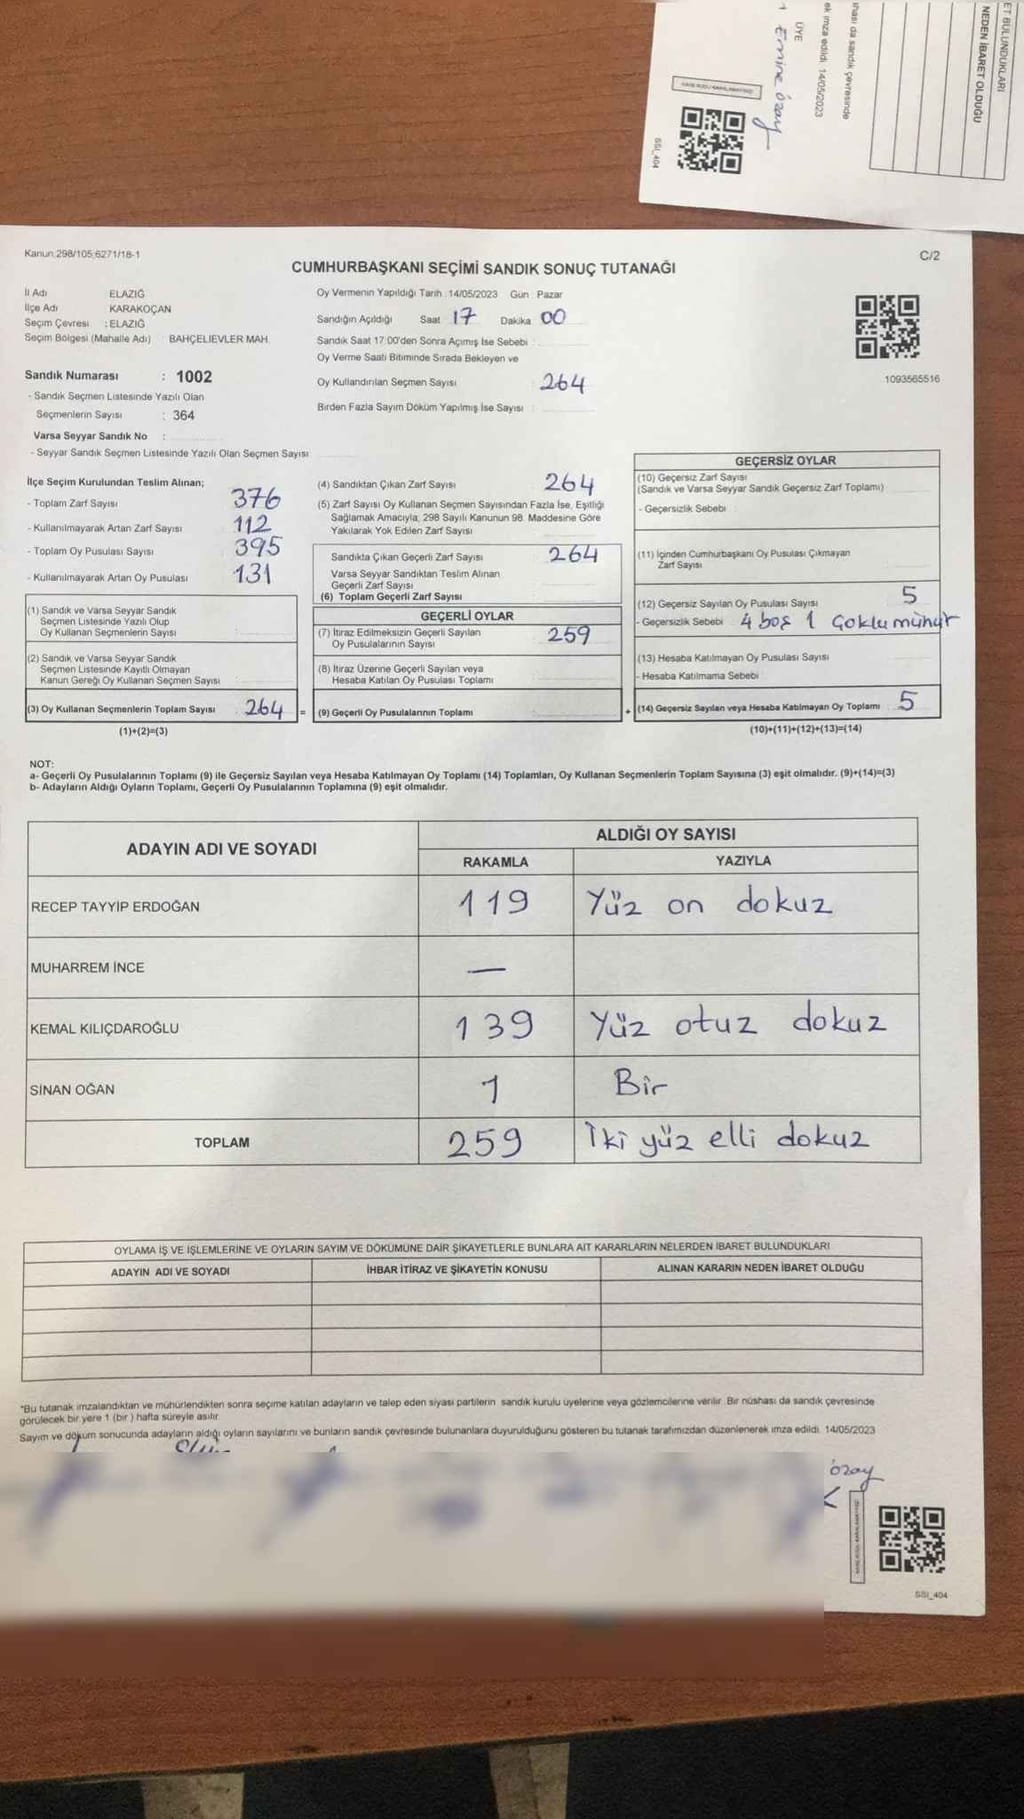 ET BULUNDUKLARI
NEDEN İBARET OLDUĞU
ihası da sandık çevresinde
ek imza edildi. 14/05/2023
ÜYE
Emine özay
SSI_404
Kanun:298/105;6271/18-1
C/2
CUMHURBAŞKANI SEÇİMİ SANDIK SONUÇ TUTANAĞI
İl Adı ELAZIĞ
İlçe Adı KARAKOÇAN
Seçim Çevresi : ELAZIĞ
Seçim Bölgesi (Mahalle Adı) BAHÇELİEVLER MAH.
Sandık Numarası : 1002
- Sandık Seçmen Listesinde Yazılı Olan
Seçmenlerin Sayısı : 364
Varsa Seyyar Sandık No :
- Seyyar Sandık Seçmen Listesinde Yazılı Olan Seçmen Sayısı
Oy Vermenin Yapıldığı Tarih : 14/05/2023 Gün : Pazar
Sandığın Açıldığı Saat 17 Dakika 00
Sandık Saat 17:00'den Sonra Açımış İse Sebebi :
Oy Verme Saati Bitiminde Sırada Bekleyen ve
Oy Kullandırılan Seçmen Sayısı 264
Birden Fazla Sayım Döküm Yapılmış İse Sayısı
1093565516
İlçe Seçim Kurulundan Teslim Alınan;
- Toplam Zarf Sayısı 376
- Kullanılmayarak Artan Zarf Sayısı 112
- Toplam Oy Pusulası Sayısı 395
- Kullanılmayarak Artan Oy Pusulası 131
(1) Sandık ve Varsa Seyyar Sandık
Seçmen Listesinde Yazılı Olup
Oy Kullanan Seçmenlerin Sayısı
(2) Sandık ve Varsa Seyyar Sandık
Seçmen Listesinde Kayıtlı Olmayan
Kanun Gereği Oy Kullanan Seçmen Sayısı
(3) Oy Kullanan Seçmenlerin Toplam Sayısı 264 =
(1)+(2)=(3)
(4) Sandıktan Çıkan Zarf Sayısı 264
(5) Zarf Sayısı Oy Kullanan Seçmen Sayısından Fazla İse, Eşitliği
Sağlamak Amacıyla, 298 Sayılı Kanunun 98. Maddesine Göre
Yakılarak Yok Edilen Zarf Sayısı
Sandıkta Çıkan Geçerli Zarf Sayısı 264
Varsa Seyyar Sandıktan Teslim Alınan
Geçerli Zarf Sayısı
(6) Toplam Geçerli Zarf Sayısı
GEÇERLİ OYLAR
(7) İtiraz Edilmeksizin Geçerli Sayılan
Oy Pusulalarının Sayısı 259
(8) İtiraz Üzerine Geçerli Sayılan veya
Hesaba Katılan Oy Pusulası Toplamı
(9) Geçerli Oy Pusulalarının Toplamı +
GEÇERSİZ OYLAR
(10) Geçersiz Zarf Sayısı
(Sandık ve Varsa Seyyar Sandık Geçersiz Zarf Toplamı)
- Geçersizlik Sebebi
(11) İçinden Cumhurbaşkanı Oy Pusulası Çıkmayan
Zarf Sayısı
(12) Geçersiz Sayılan Oy Pusulası Sayısı 5
- Geçersizlik Sebebi 4 boş 1 Çoklu mühür
(13) Hesaba Katılmayan Oy Pusulası Sayısı
- Hesaba Katılmama Sebebi
(14) Geçersiz Sayılan veya Hesaba Katılmayan Oy Toplamı 5
(10)+(11)+(12)+(13)=(14)
NOT:
a- Geçerli Oy Pusulalarının Toplamı (9) ile Geçersiz Sayılan veya Hesaba Katılmayan Oy Toplamı (14) Toplamları, Oy Kullanan Seçmenlerin Toplam Sayısına (3) eşit olmalıdır. (9)+(14)=(3)
b- Adayların Aldığı Oyların Toplamı, Geçerli Oy Pusulalarının Toplamına (9) eşit olmalıdır.
ADAYIN ADI VE SOYADI ALDIĞI OY SAYISI
RAKAMLA YAZIYLA
RECEP TAYYİP ERDOĞAN 119 Yüz on dokuz
MUHARREM İNCE —
KEMAL KILIÇDAROĞLU 139 Yüz otuz dokuz
SİNAN OĞAN 1 Bir
TOPLAM 259 İki yüz elli dokuz
OYLAMA İŞ VE İŞLEMLERİNE VE OYLARIN SAYIM VE DÖKÜMÜNE DAİR ŞİKAYETLERLE BUNLARA AİT KARARLARIN NELERDEN İBARET BULUNDUKLARI
ADAYIN ADI VE SOYADI İHBAR İTİRAZ VE ŞİKAYETİN KONUSU ALINAN KARARIN NEDEN İBARET OLDUĞU
*Bu tutanak imzalandıktan ve mühürlendikten sonra seçime katılan adayların ve talep eden siyasi partilerin sandık kurulu üyelerine veya gözlemcilerine verilir. Bir nüshası da sandık çevresinde
görülecek bir yere 1 (bir ) hafta süreyle asılır.
Sayım ve döküm sonucunda adayların aldığı oyların sayılarını ve bunların sandık çevresinde bulunanlara duyurulduğunu gösteren bu tutanak tarafımızdan düzenlenerek imza edildi. 14/05/2023
özay
SSI_404